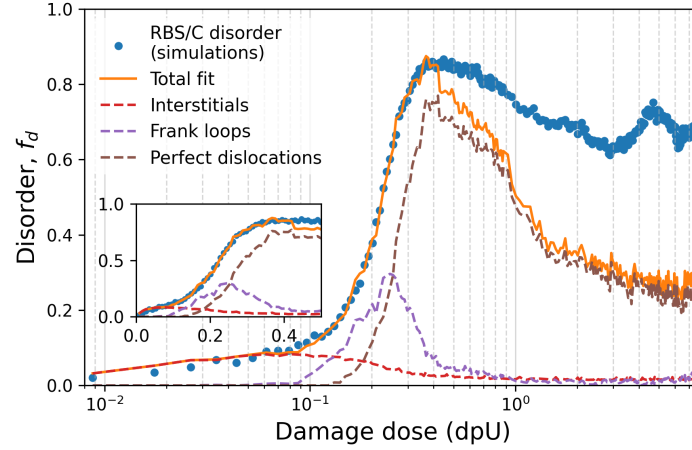 1.0
0.8
0.6
0.4
0.2
0.0
Disorder, f_d
RBS/C disorder
(simulations)
Total fit
Interstitials
Frank loops
Perfect dislocations
1.0
0.5
0.0
0.0 0.2 0.4
10⁻² 10⁻¹ 10⁰
Damage dose (dpU)